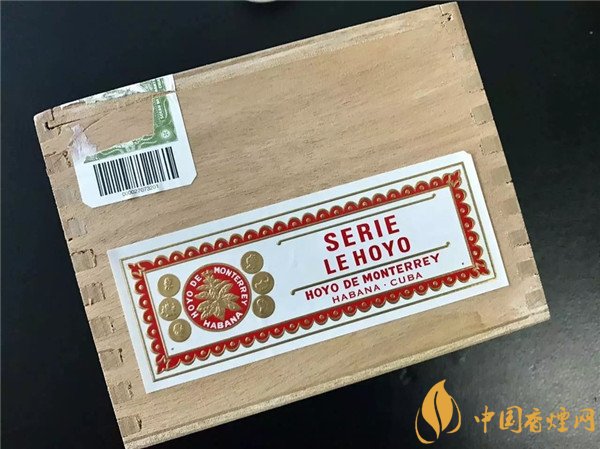 SERIE
LE HOYO
HOYO DE MONTERREY
HABANA · CUBA
HOYO DE MONTERREY
HABANA
中国香烟网